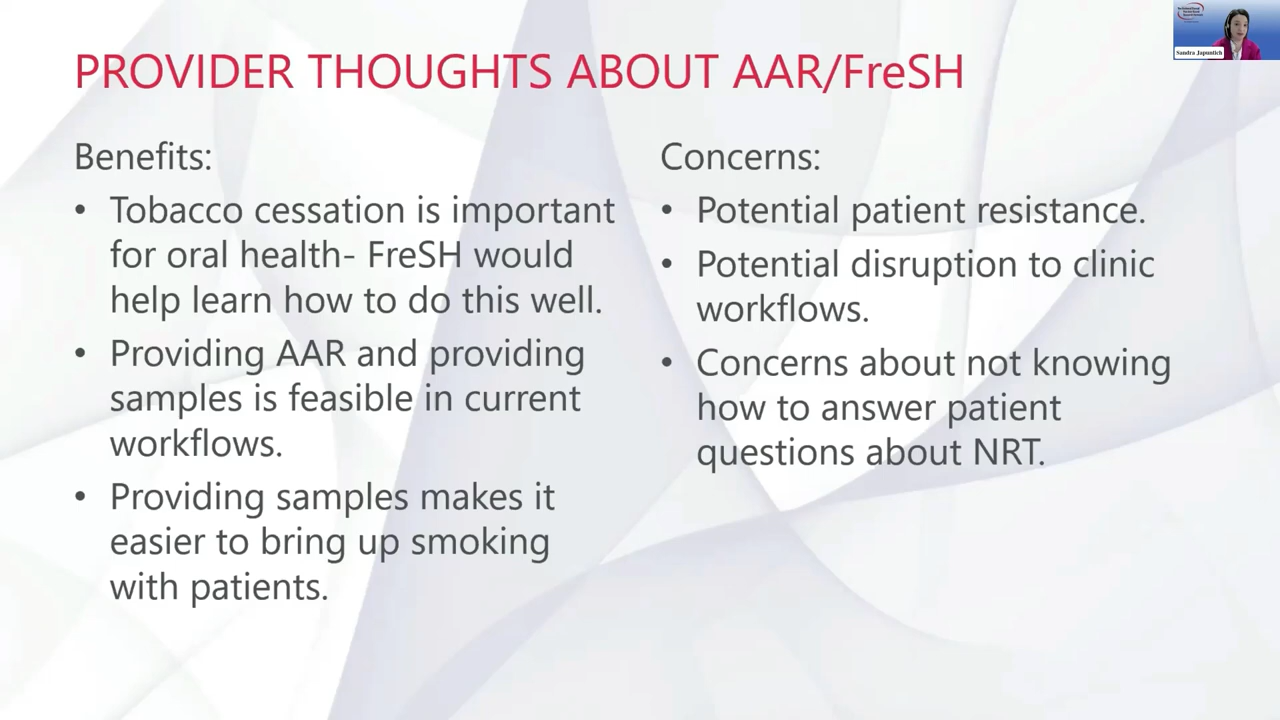 PROVIDER THOUGHTS ABOUT AAR/FreSH
Benefits:
• Tobacco cessation is important
for oral health- FreSH would
help learn how to do this well.
• Providing AAR and providing
samples is feasible in current
workflows.
• Providing samples makes it
easier to bring up smoking
with patients.
Concerns:
• Potential patient resistance.
• Potential disruption to clinic
workflows.
• Concerns about not knowing
how to answer patient
questions about NRT.
Sandra Japuntich